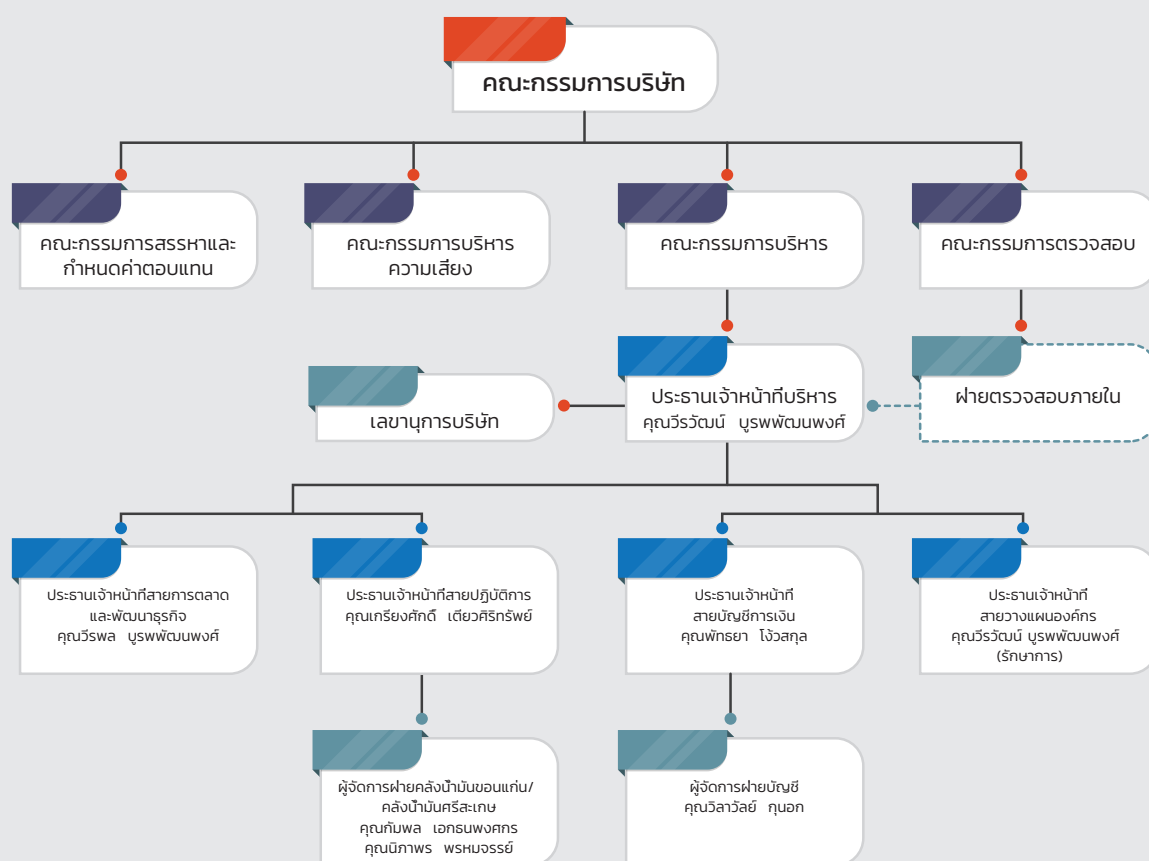 คณะกรรมการบริษัท
คณะกรรมการสรรหาและ
กำหนดค่าตอบแทน
คณะกรรมการบริหาร
ความเสี่ยง
คณะกรรมการบริหาร
คณะกรรมการตรวจสอบ
เลขานุการบริษัท
ประธานเจ้าหน้าที่บริหาร
คุณวีรวัฒน์ บูรพพัฒนพงศ์
ฝ่ายตรวจสอบภายใน
ประธานเจ้าหน้าที่สายการตลาด
และพัฒนาธุรกิจ
คุณวีรพล บูรพพัฒนพงศ์
ประธานเจ้าหน้าที่สายปฏิบัติการ
คุณเกรียงศักดิ์ เตียวศิริทรัพย์
ประธานเจ้าหน้าที่
สายบัญชีการเงิน
คุณพัทธยา โง้วสกุล
ประธานเจ้าหน้าที่
สายวางแผนองค์กร
คุณวีรวัฒน์ บูรพพัฒนพงศ์
(รักษาการ)
ผู้จัดการฝ่ายคลังน้ำมันขอนแก่น/
คลังน้ำมันศรีสะเกษ
คุณกัมพล เอกธนพงศกร
คุณนิภาพร พรหมจรรย์
ผู้จัดการฝ่ายบัญชี
คุณวิลาวัลย์ กุนอก